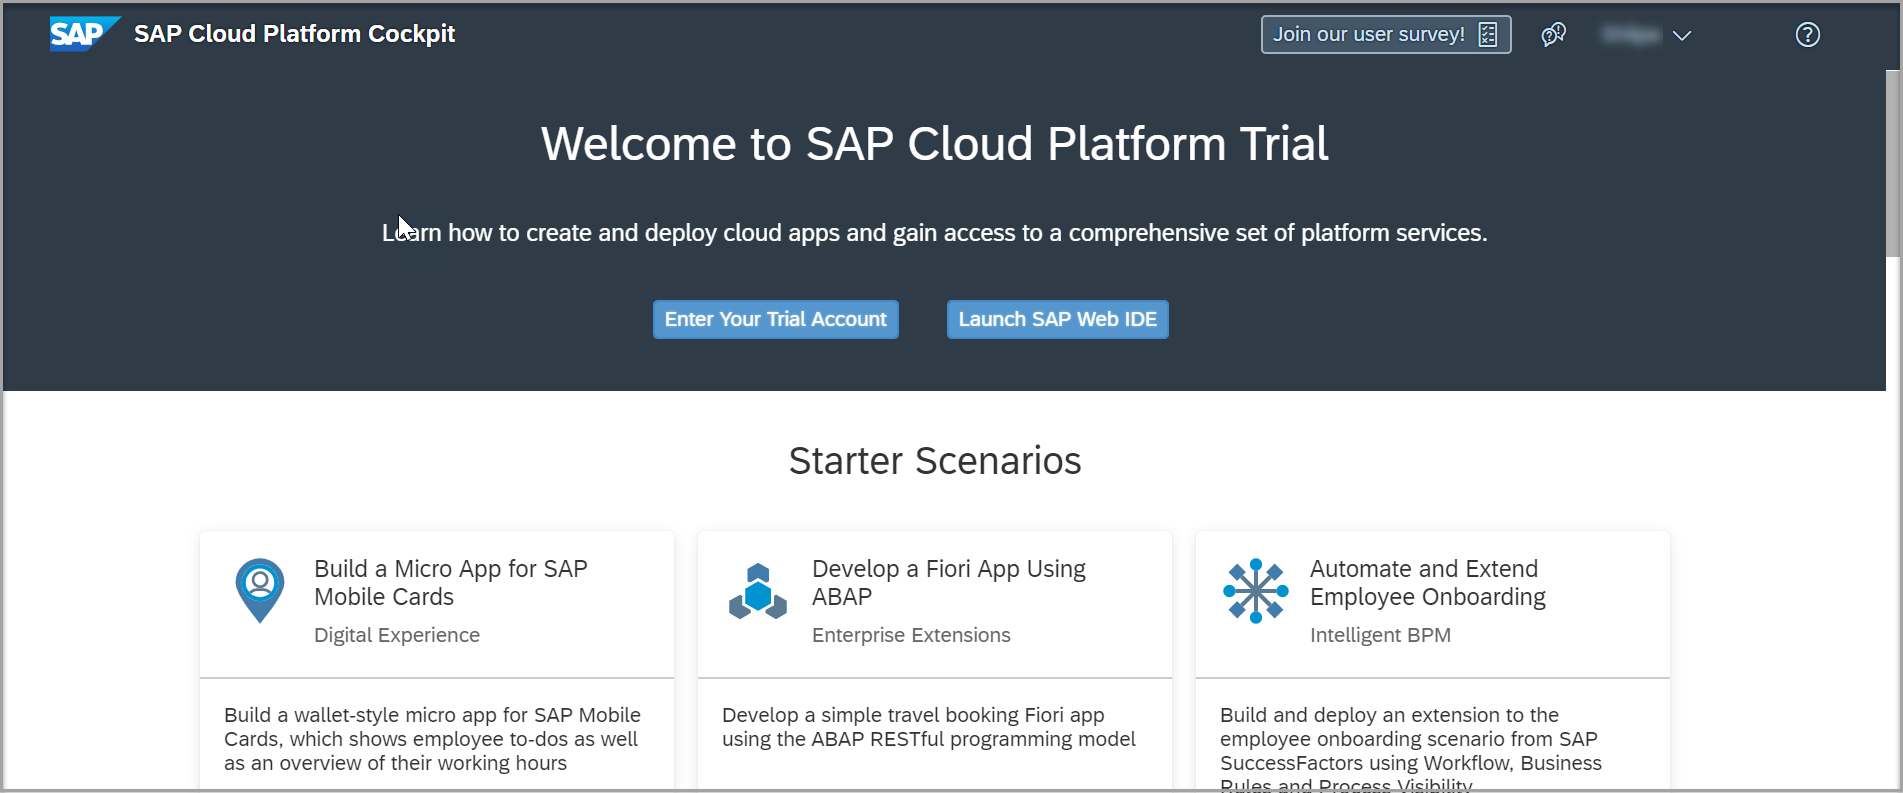 SAP SAP Cloud Platform Cockpit Join our user survey!
Welcome to SAP Cloud Platform Trial
Learn how to create and deploy cloud apps and gain access to a comprehensive set of platform services.
Enter Your Trial Account Launch SAP Web IDE
Starter Scenarios
Build a Micro App for SAP
Mobile Cards
Digital Experience
Build a wallet-style micro app for SAP Mobile
Cards, which shows employee to-dos as well
as an overview of their working hours
Develop a Fiori App Using
ABAP
Enterprise Extensions
Develop a simple travel booking Fiori app
using the ABAP RESTful programming model
Automate and Extend
Employee Onboarding
Intelligent BPM
Build and deploy an extension to the
employee onboarding scenario from SAP
SuccessFactors using Workflow, Business
Rules and Process Visibility